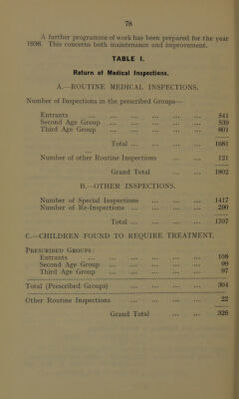 78
A further programme of work has been prepared for the year
1936. This concerns both maintenance and improvement.
TABLE I.
Return of Medical Inspections.
A.—ROUTINE MEDICAL INSPECTIONS.
Number of Inspections in the prescribed Groups—
Entrants ... ... ... ... ... 541
Second Age Group ... ... ... ... ... 539
Third Age Group ... ... ... ... ... 601
Total ... ... ... ... 1681
Number of other Routine Inspections ... ... 121
Grand Total ... ... 1802
B.—OTHER INSPECTIONS.
Number of Special Inspections ... ... ... 1417
Number of Re-Inspections ... ... ... ... 290
Total ... ... ... ... 1707
C.—CHILDREN FOUND TO REQUIRE TREATMENT.
PRESCRIBED GROUPS:
Entrants ... ... ... ... ... ... 108
Second Age Group ... ... ... ... ... 99
Third Age Group ... ... ... ... ... 97
Total (Prescribed Groups) ... ... ... ... 304
Other Routine Inspections ... ... ... ... 22
Grand Total ... ... 326